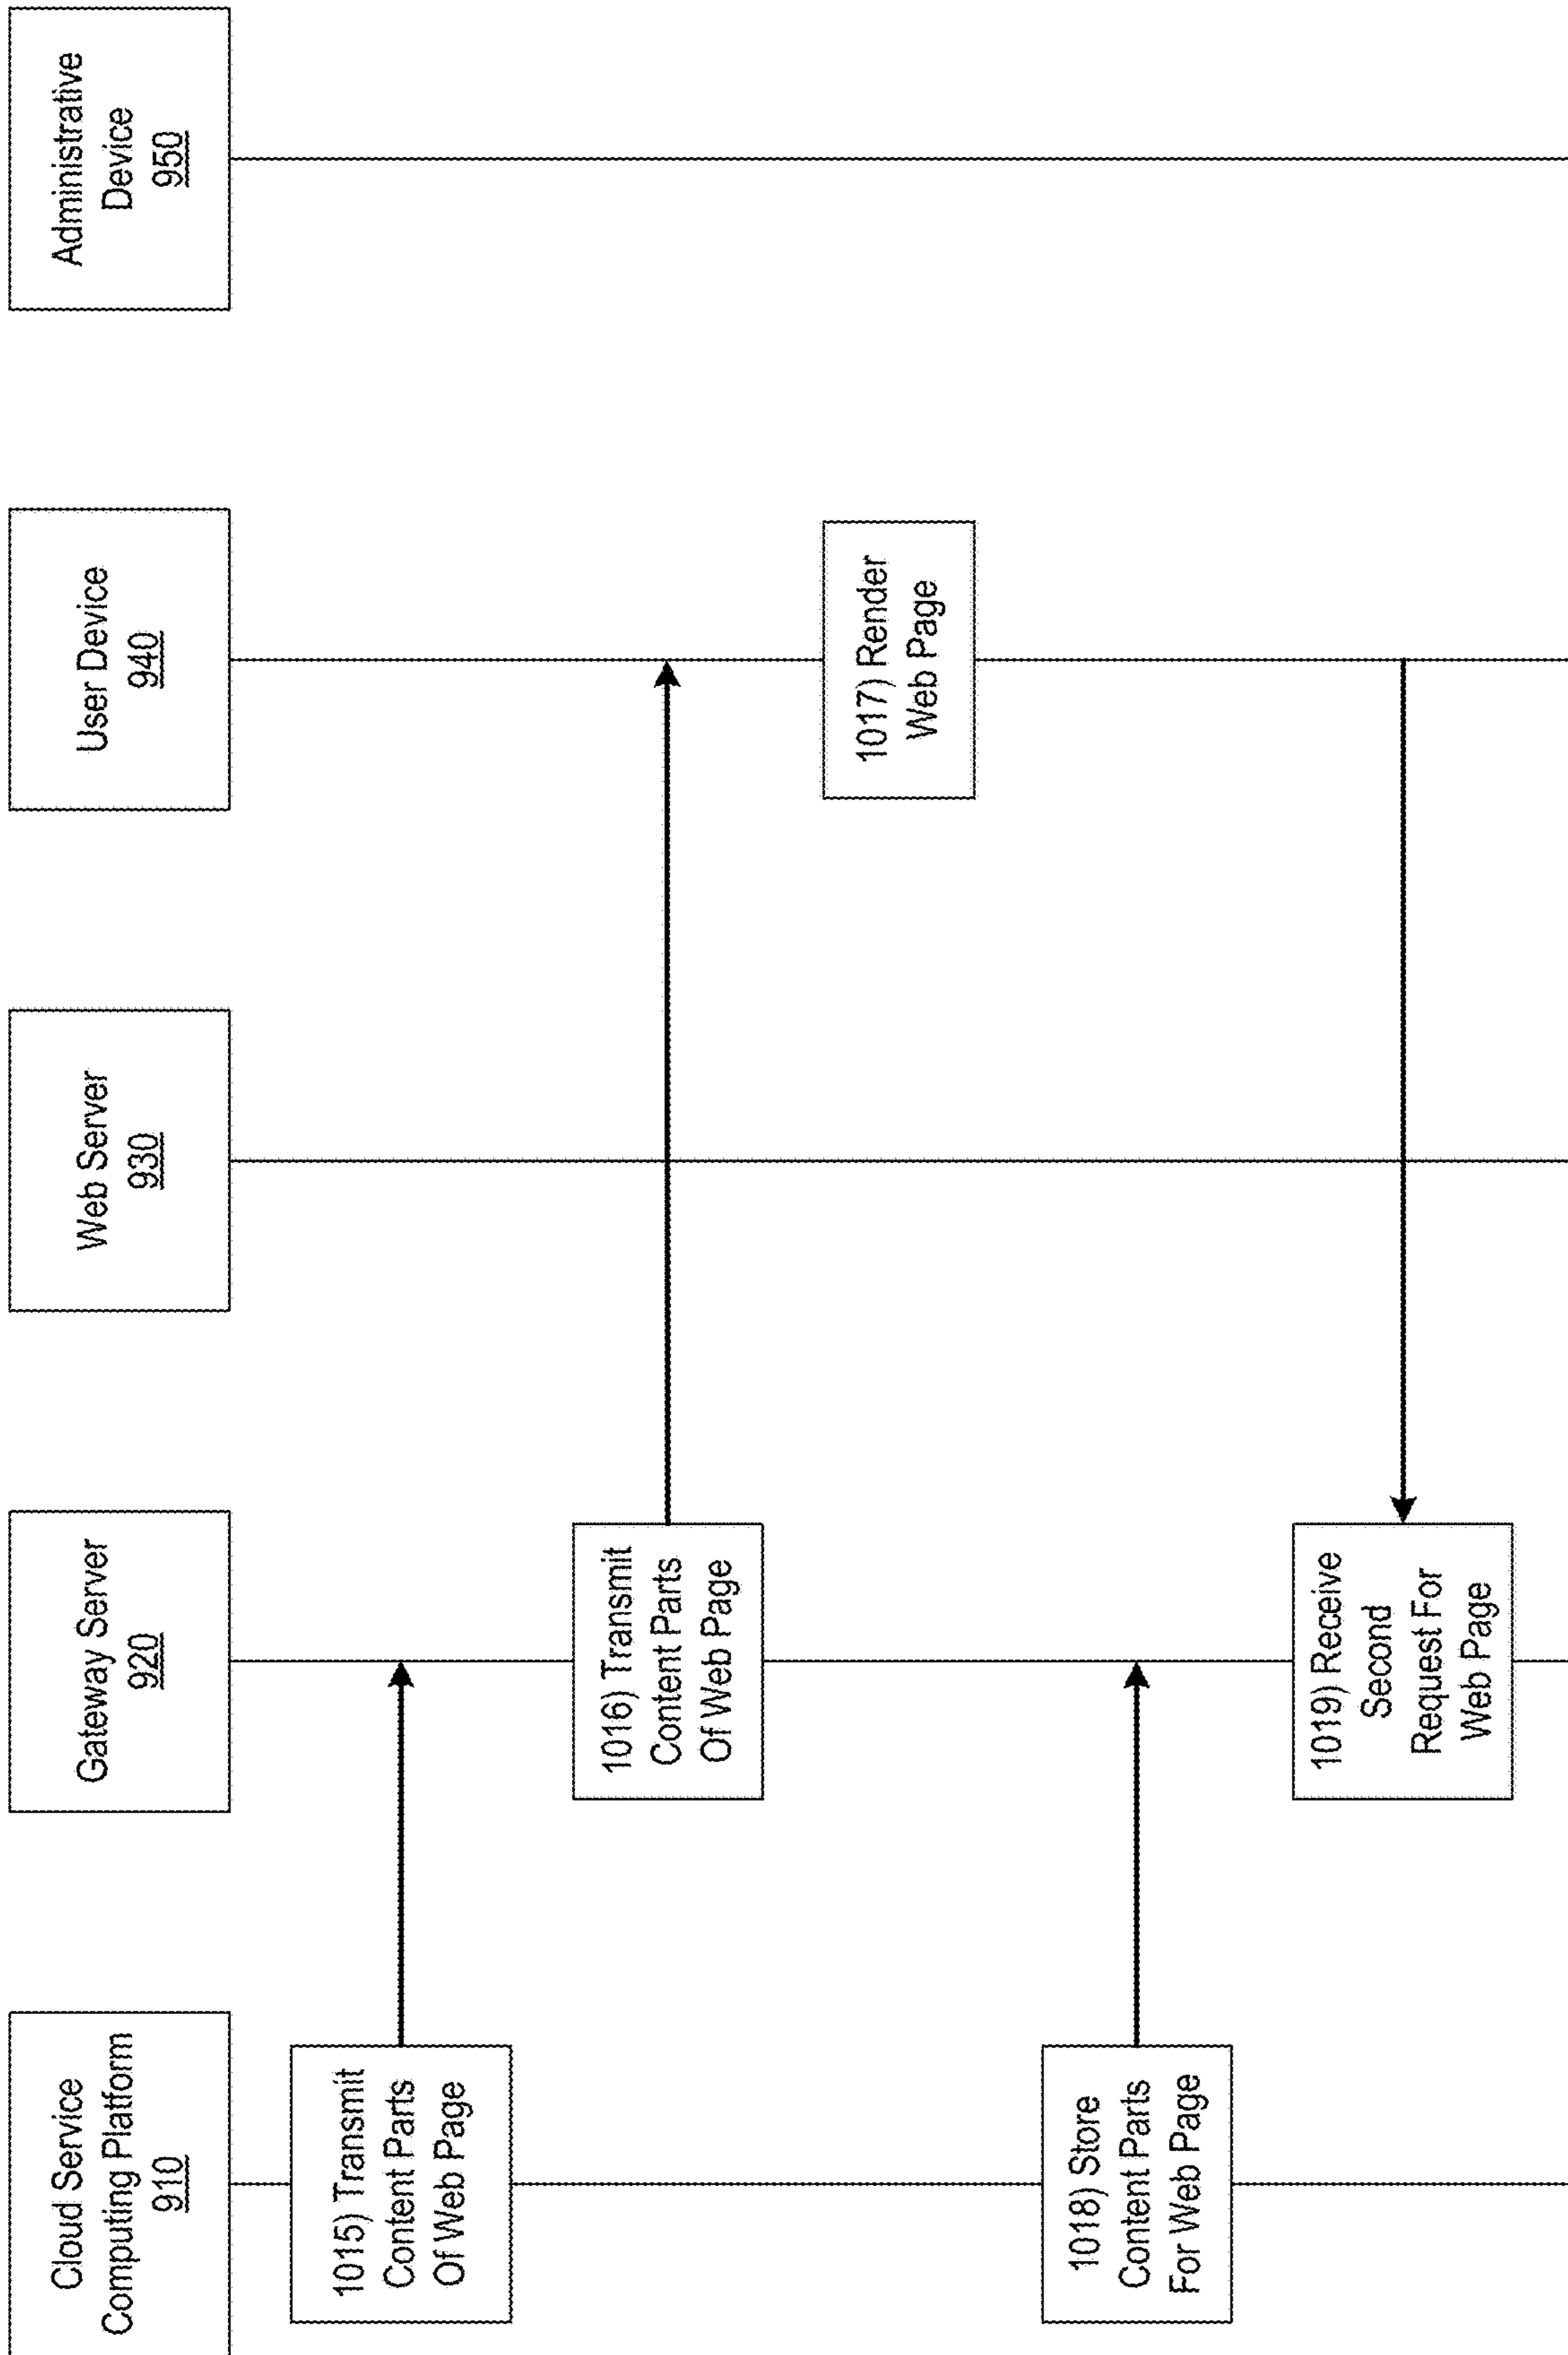 Cloud Service
Computing Platform
910
Gateway Server
920
Web Server
930
User Device
940
Administrative
Device
950
1015) Transmit
Content Parts
Of Web Page
1016) Transmit
Content Parts
Of Web Page
1017) Render
Web Page
1018) Store
Content Parts
For Web Page
1019) Receive
Second
Request For
Web Page